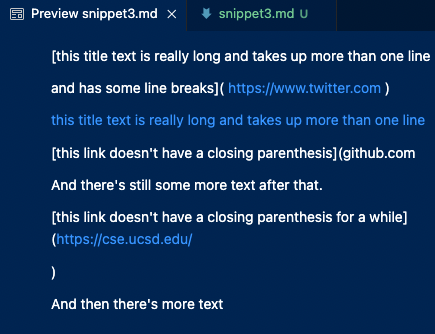 Preview snippet3.md
snippet3.md U
[this title text is really long and takes up more than one line
and has some line breaks]( https://www.twitter.com )
this title text is really long and takes up more than one line
[this link doesn't have a closing parenthesis](github.com
And there's still some more text after that.
[this link doesn't have a closing parenthesis for a while]
(https://cse.ucsd.edu/
)
And then there's more text